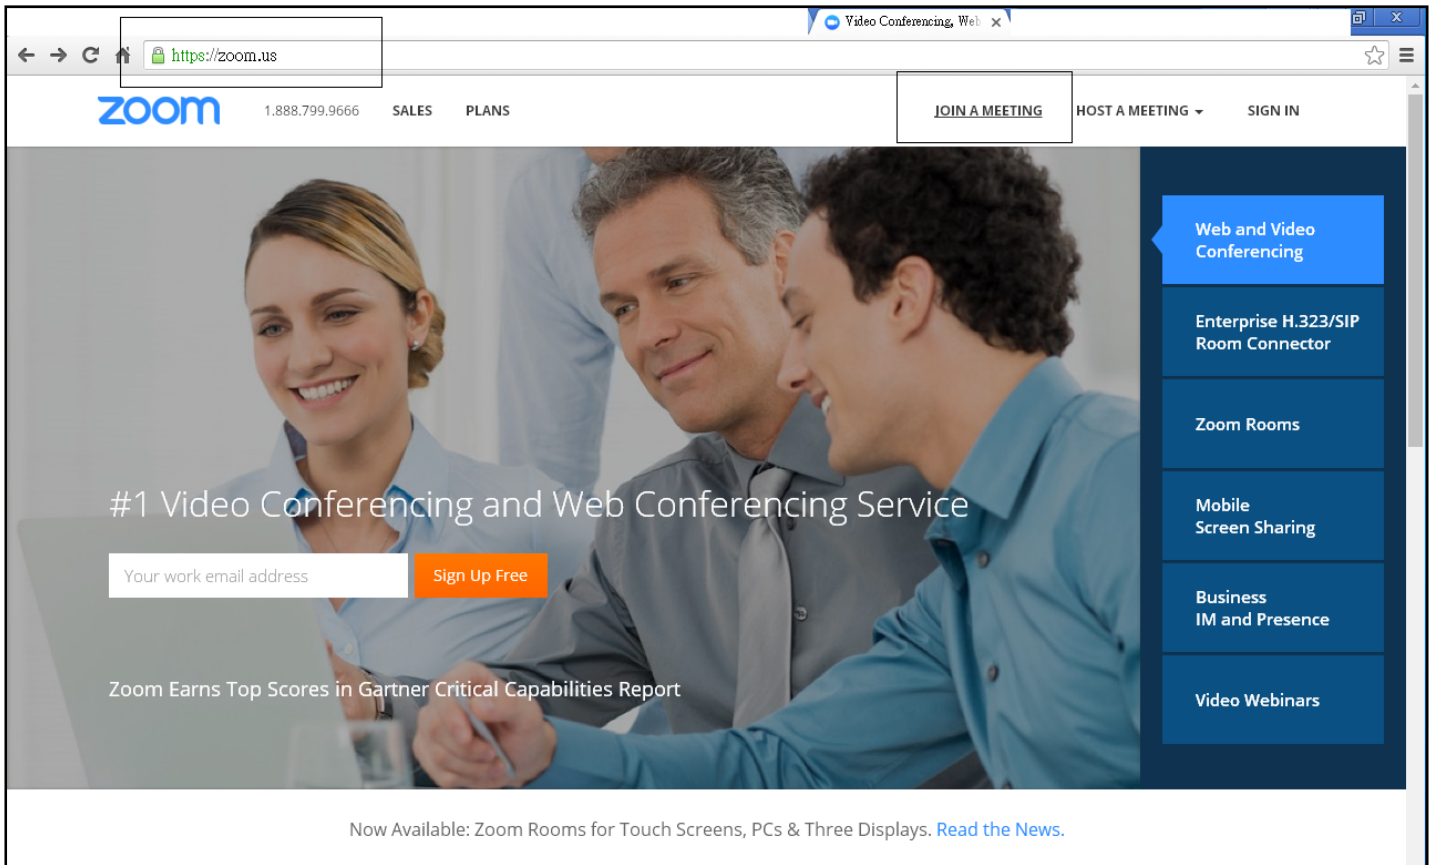 Video Conferencing, Web
https://zoom.us
zoom 1.888.799.9666 SALES PLANS JOIN A MEETING HOST A MEETING SIGN IN
Web and Video
Conferencing
Enterprise H.323/SIP
Room Connector
Zoom Rooms
Mobile
Screen Sharing
Business
IM and Presence
Video Webinars
#1 Video Conferencing and Web Conferencing Service
Your work email address Sign Up Free
Zoom Earns Top Scores in Gartner Critical Capabilities Report
Now Available: Zoom Rooms for Touch Screens, PCs & Three Displays. Read the News.